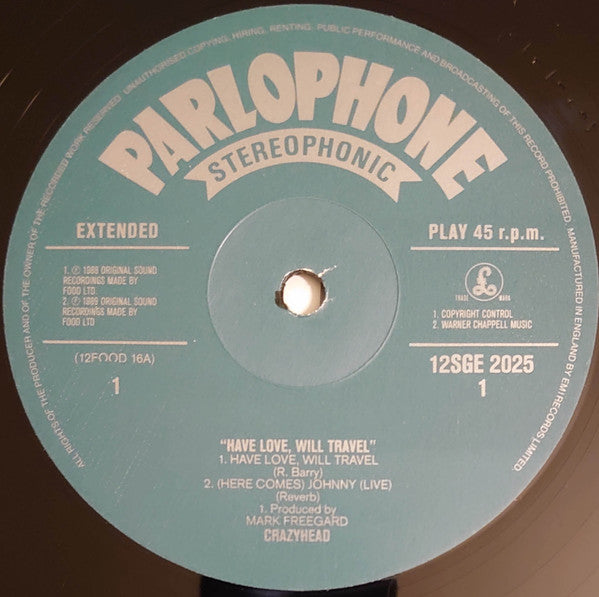 ALL RIGHTS OF THE PRODUCER AND OF THE OWNER OF THE RECORDED WORK RESERVED. UNAUTHORISED COPYING, HIRING, RENTING, PUBLIC PERFORMANCE AND BROADCASTING OF THIS RECORD PROHIBITED. MANUFACTURED IN ENGLAND BY EMI RECORDS LIMITED
PARLOPHONE
STEREOPHONIC
EXTENDED
1. ℗ 1988 ORIGINAL SOUND
RECORDINGS MADE BY
FOOD LTD.
2. ℗ 1989 ORIGINAL SOUND
RECORDINGS MADE BY
FOOD LTD
(12FOOD 16A)
1
PLAY 45 r.p.m.
£
TRADE MARK
1. COPYRIGHT CONTROL
2. WARNER CHAPPELL MUSIC
12SGE 2025
1
"HAVE LOVE, WILL TRAVEL"
1. HAVE LOVE, WILL TRAVEL
(R. Barry)
2. (HERE COMES) JOHNNY (LIVE)
(Reverb)
1. Produced by
MARK FREEGARD
CRAZYHEAD